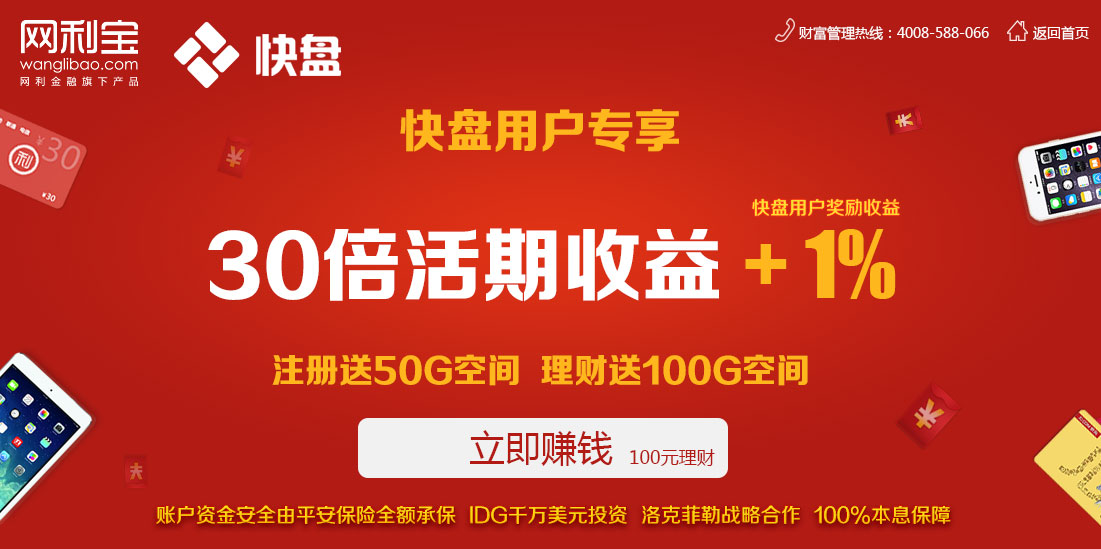 网利宝
wanglibao.com
网利金融旗下产品
快盘
财富管理热线：4008-588-066
返回首页
快盘用户专享
快盘用户奖励收益
30倍活期收益 + 1%
注册送50G空间 理财送100G空间
立即赚钱 100元理财
账户资金安全由平安保险全额承保 IDG千万美元投资 洛克菲勒战略合作 100%本息保障
¥30
利
¥30
¥
¥